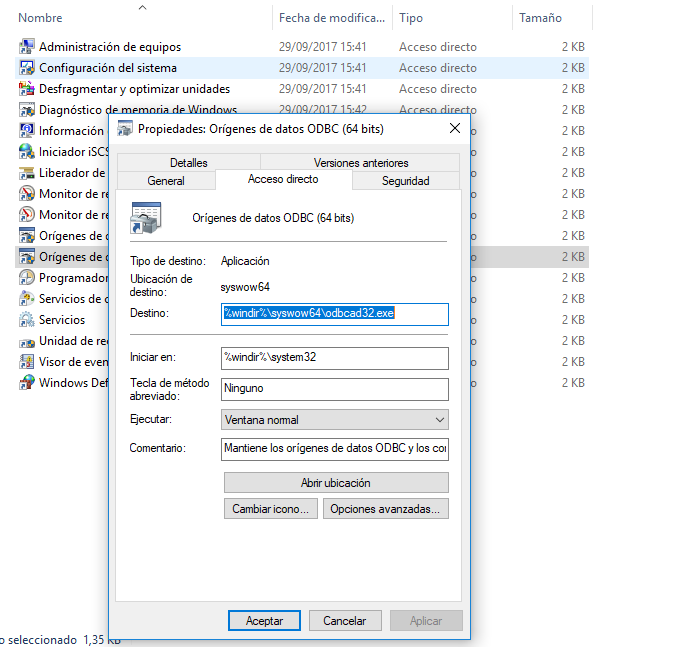 Nombre Fecha de modifica... Tipo Tamaño
Administración de equipos 29/09/2017 15:41 Acceso directo 2 KB
Configuración del sistema 29/09/2017 15:41 Acceso directo 2 KB
Desfragmentar y optimizar unidades 29/09/2017 15:41 Acceso directo 2 KB
Diagnóstico de memoria de Windows 29/09/2017 15:42 Acceso directo 2 KB
Información 2 KB
Iniciador iSCS 2 KB
Liberador de 2 KB
Monitor de re 2 KB
Monitor de re 2 KB
Orígenes de 2 KB
Orígenes de 2 KB
Programador 2 KB
Servicios de 2 KB
Servicios 2 KB
Unidad de re 2 KB
Visor de even 2 KB
Windows Def 2 KB
Propiedades: Orígenes de datos ODBC (64 bits)
Detalles Versiones anteriores
General Acceso directo Seguridad
Orígenes de datos ODBC (64 bits)
Tipo de destino: Aplicación
Ubicación de
destino: syswow64
Destino: %windir%\syswow64\odbcad32.exe
Iniciar en: %windir%\system32
Tecla de método
abreviado: Ninguno
Ejecutar: Ventana normal
Comentario: Mantiene los orígenes de datos ODBC y los cor
Abrir ubicación
Cambiar icono... Opciones avanzadas...
Aceptar Cancelar Aplicar
o seleccionado 1,35 KB